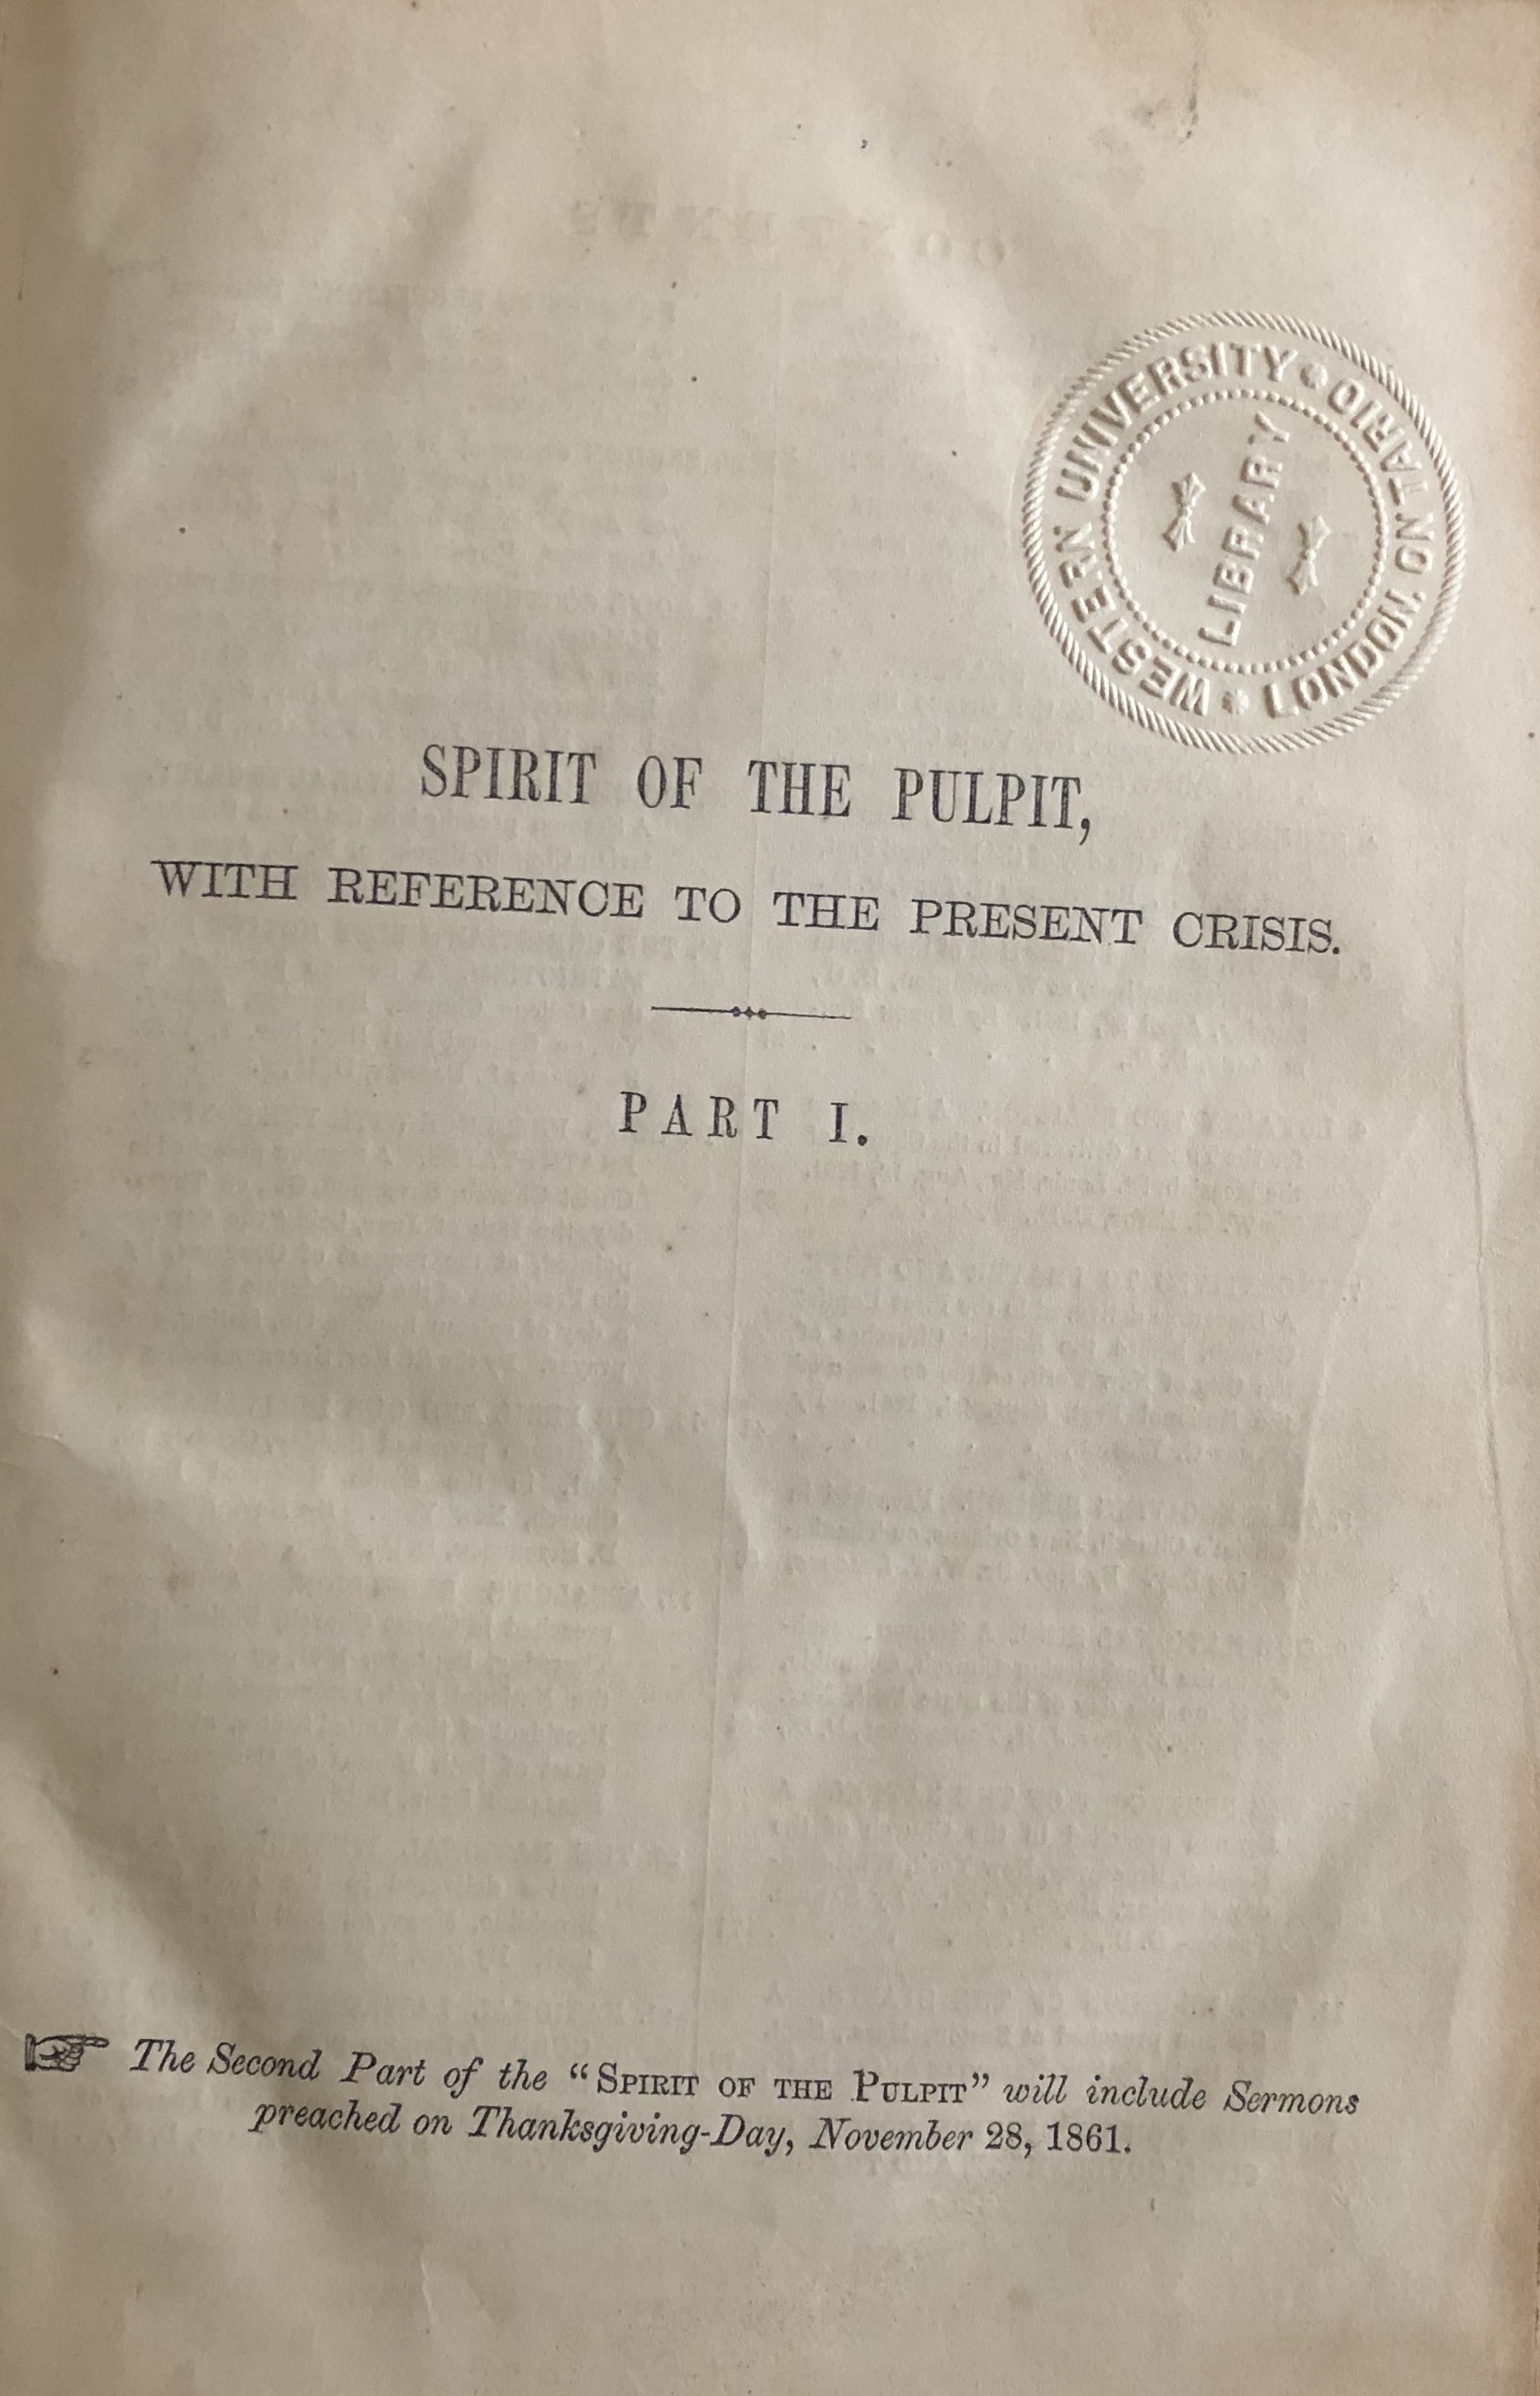 WESTERN UNIVERSITY • LONDON, ONTARIO •
LIBRARY
SPIRIT OF THE PULPIT,
WITH REFERENCE TO THE PRESENT CRISIS.
PART I.
☞ The Second Part of the “SPIRIT OF THE PULPIT” will include Sermons
preached on Thanksgiving-Day, November 28, 1861.